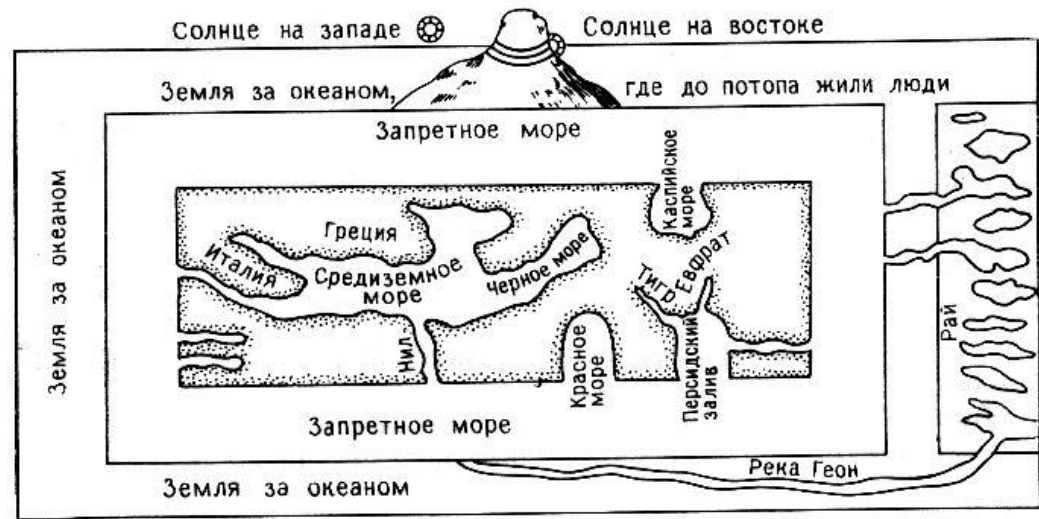 Солнце на западе
Солнце на востоке
Земля за океаном,
где до потопа жили люди
Запретное море
Земля за океаном
Каспийское
море
Греция
Италия
Средиземное
море
Черное море
Тигр
Евфрат
Нил
Красное
море
Персидский
залив
Рай
Запретное море
Река Геон
Земля за океаном